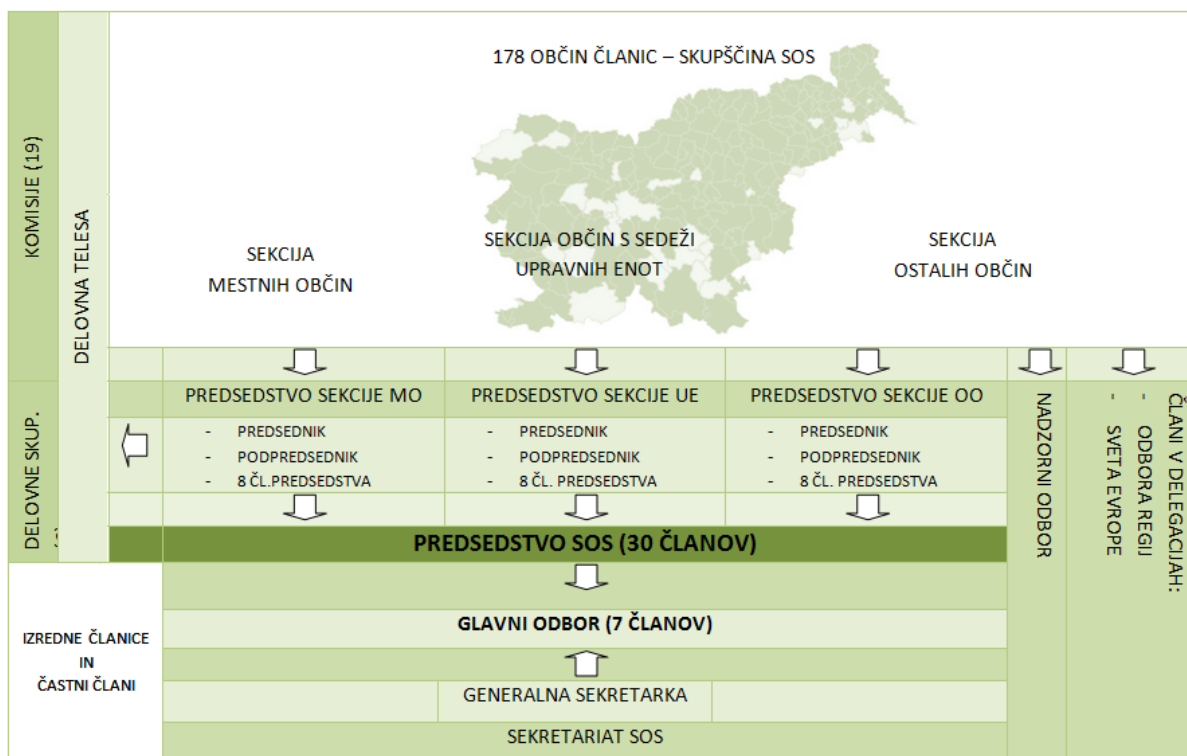 178 OBČIN ČLANIC – SKUPŠČINA SOS
KOMISIJE (19)
DELOVNA TELESA
DELOVNE SKUP.
SEKCIJA
MESTNIH OBČIN
SEKCIJA OBČIN S SEDEŽI
UPRAVNIH ENOT
SEKCIJA
OSTALIH OBČIN
PREDSEDSTVO SEKCIJE MO
- PREDSEDNIK
- PODPREDSEDNIK
- 8 ČL.PREDSEDSTVA
PREDSEDSTVO SEKCIJE UE
- PREDSEDNIK
- PODPREDSEDNIK
- 8 ČL. PREDSEDSTVA
PREDSEDSTVO SEKCIJE OO
- PREDSEDNIK
- PODPREDSEDNIK
- 8 ČL. PREDSEDSTVA
NADZORNI ODBOR
ČLANI V DELEGACIJAH:
- ODBORA REGIJ
- SVETA EVROPE
PREDSEDSTVO SOS (30 ČLANOV)
GLAVNI ODBOR (7 ČLANOV)
GENERALNA SEKRETARKA
SEKRETARIAT SOS
IZREDNE ČLANICE
IN
ČASTNI ČLANI